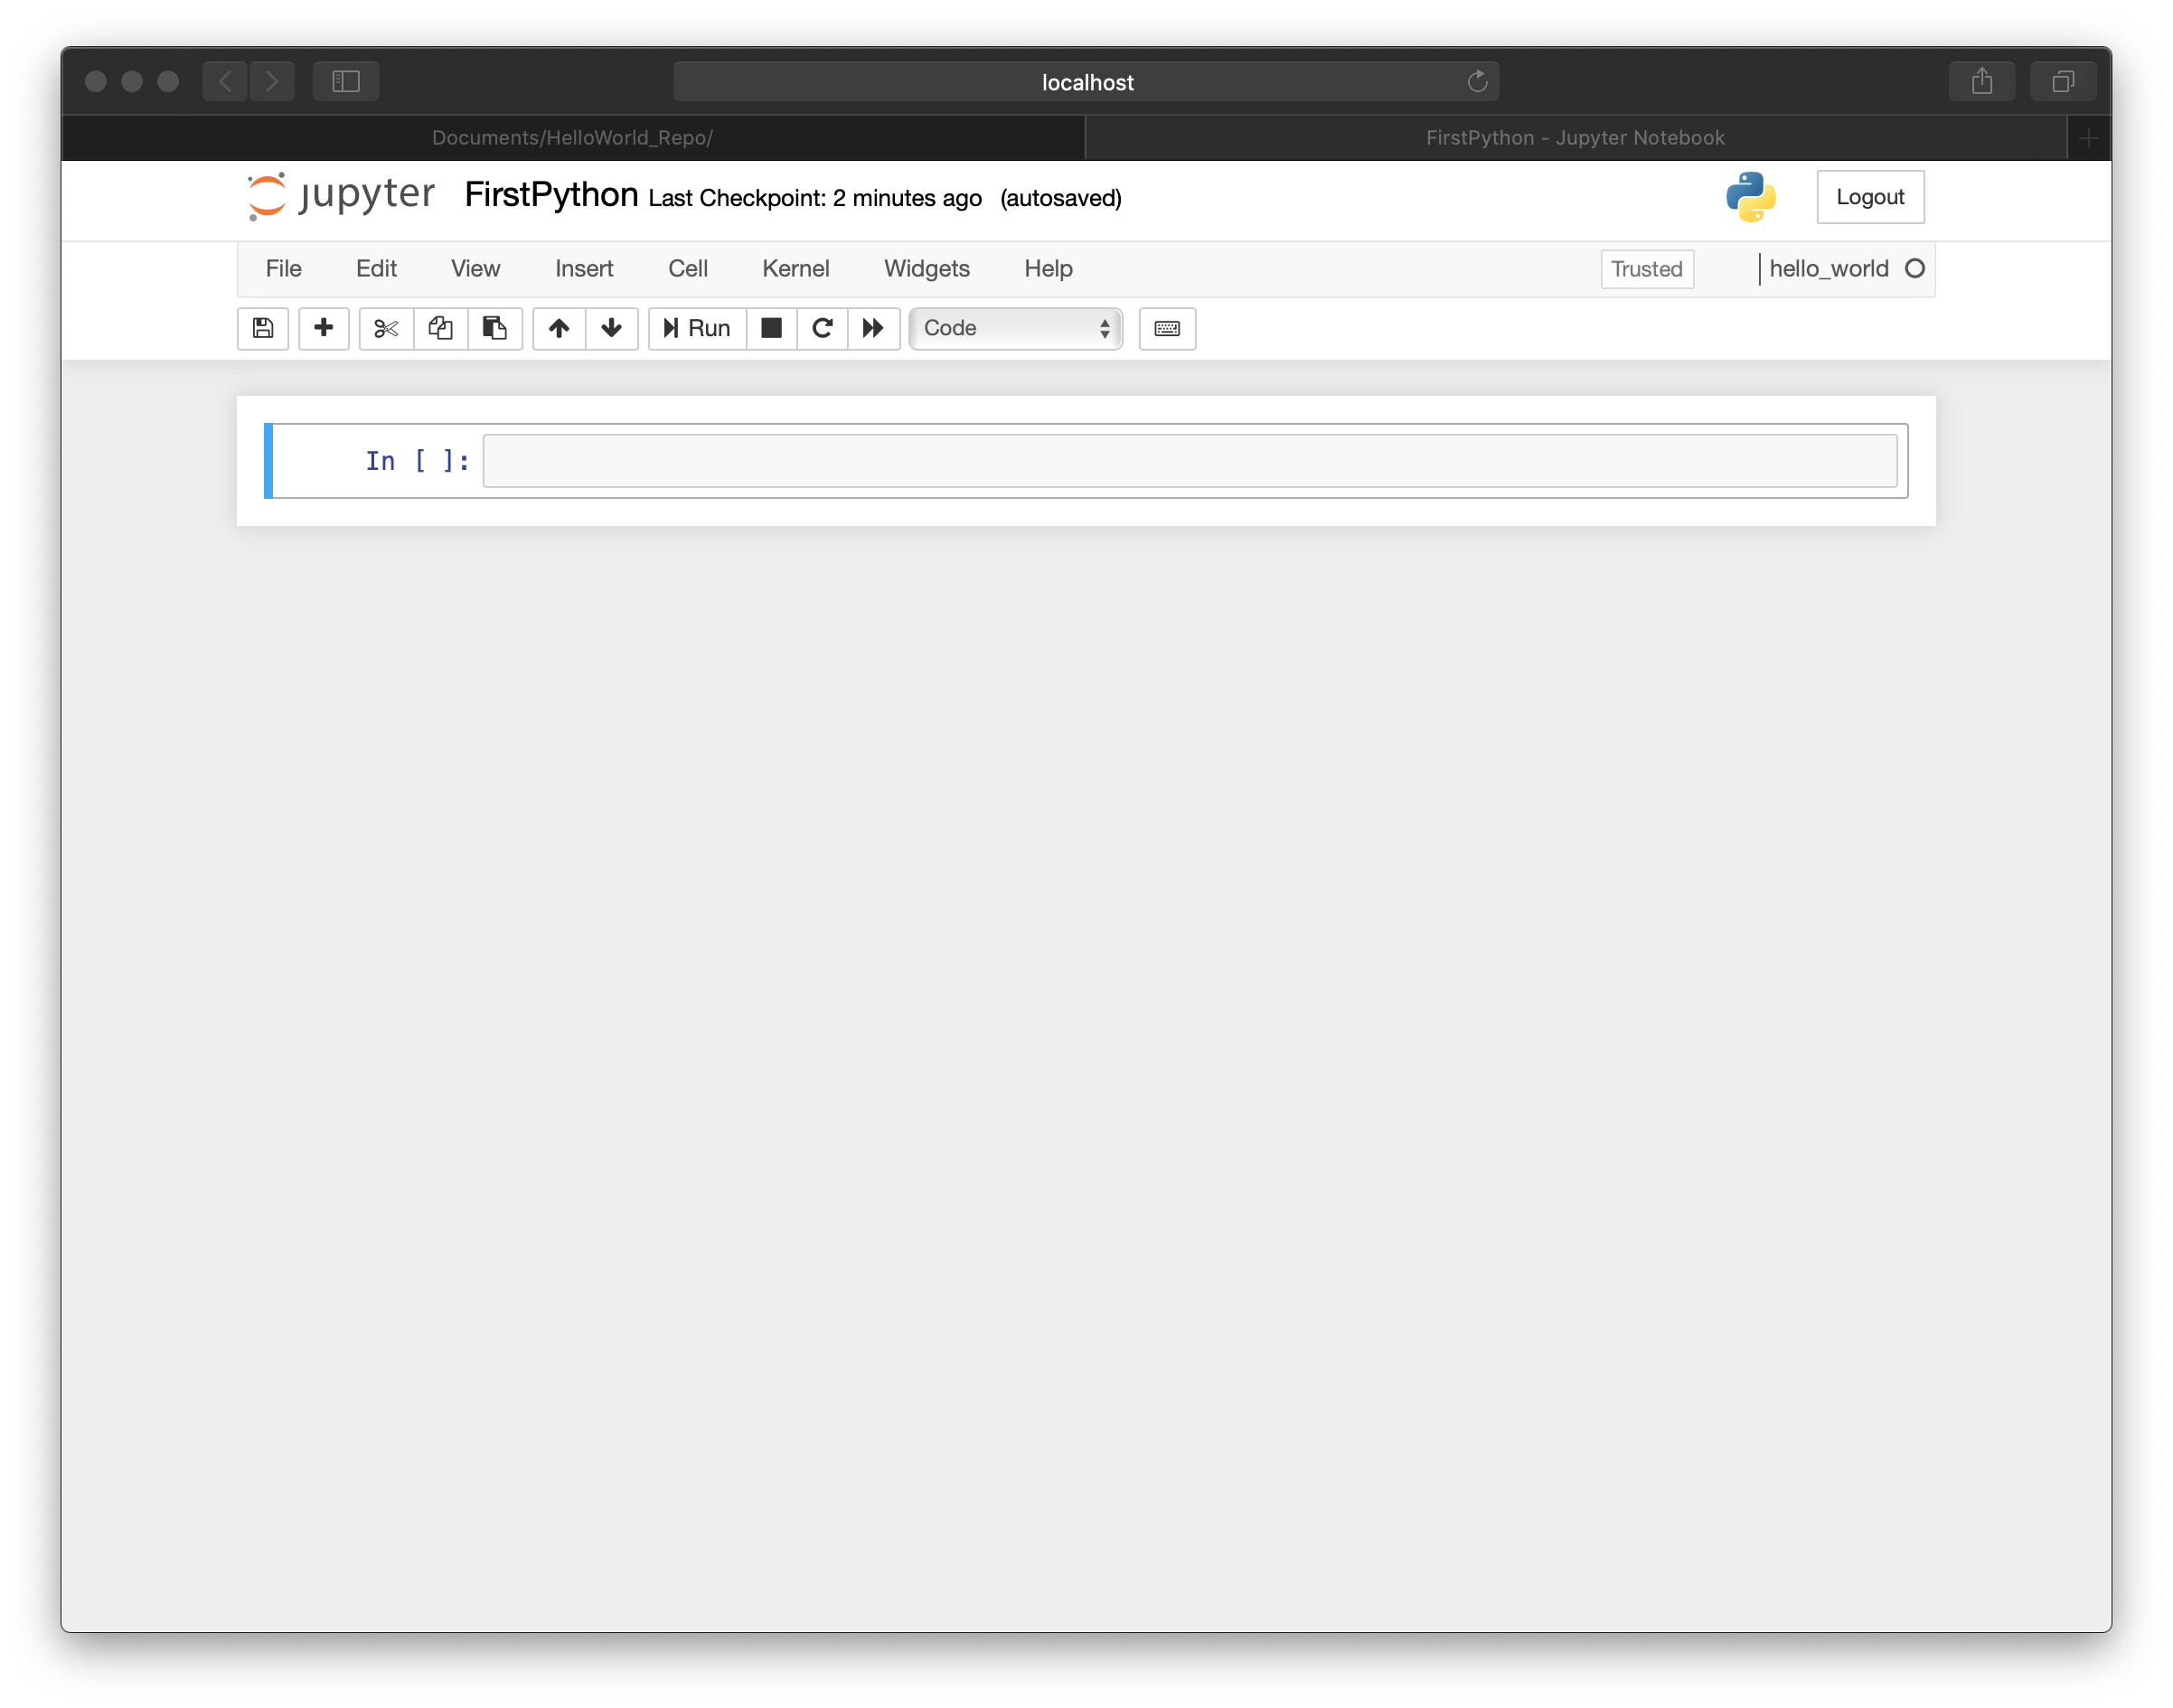 localhost
Documents/HelloWorld_Repo/ FirstPython - Jupyter Notebook
jupyter FirstPython Last Checkpoint: 2 minutes ago (autosaved) Logout
File Edit View Insert Cell Kernel Widgets Help Trusted hello_world
Run Code
In [ ]: